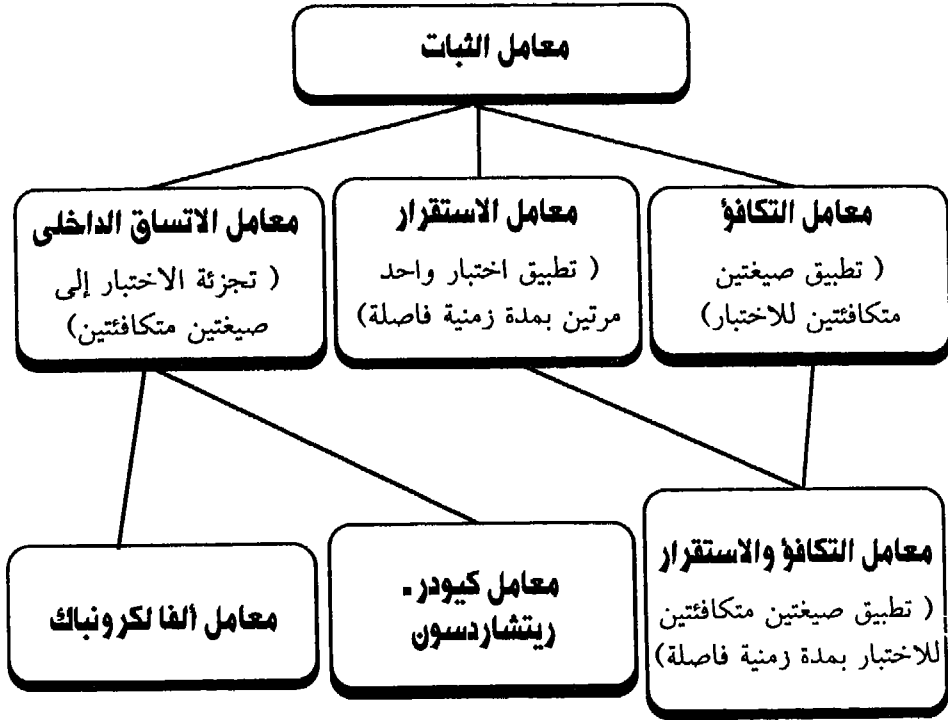 معامل الثبات
معامل التكافؤ
( تطبيق صيغتين
متكافئتين للاختبار)
معامل الاستقرار
( تطبيق اختبار واحد
مرتين بمدة زمنية فاصلة)
معامل الاتساق الداخلى
( تجزئة الاختبار إلى
صيغتين متكافئتين)
معامل التكافؤ والاستقرار
( تطبيق صيغتين متكافئتين
للاختبار بمدة زمنية فاصلة)
معامل كيودر -
ريتشاردسون
معامل ألفا لكرونباك